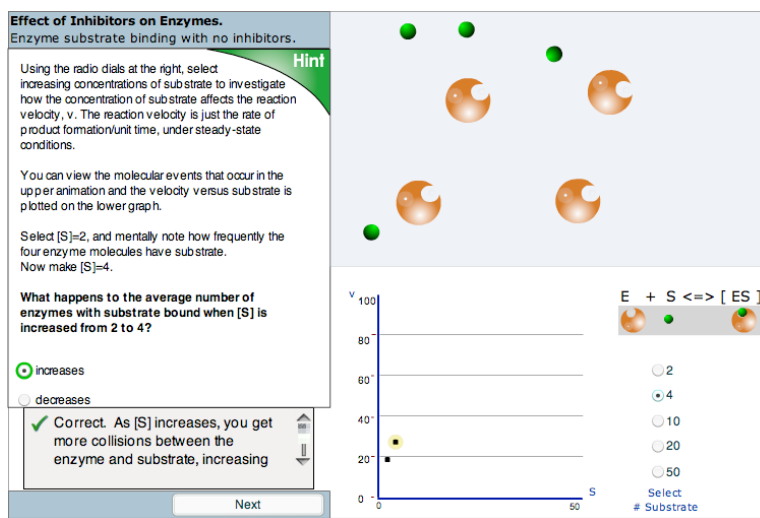 Effect of Inhibitors on Enzymes.
Enzyme substrate binding with no inhibitors.
Hint
Using the radio dials at the right, select
increasing concentrations of substrate to investigate
how the concentration of substrate affects the reaction
velocity, v. The reaction velocity is just the rate of
product formation/unit time, under steady-state
conditions.
You can view the molecular events that occur in the
upper animation and the velocity versus substrate is
plotted on the lower graph.
Select [S]=2, and mentally note how frequently the
four enzyme molecules have substrate.
Now make [S]=4.
What happens to the average number of
enzymes with substrate bound when [S] is
increased from 2 to 4?
increases
decreases
Correct. As [S] increases, you get
more collisions between the
enzyme and substrate, increasing
Next
v
100
80
60
40
20
0
50
S
E + S <=> [ ES ]
2
4
10
20
50
Select
# Substrate